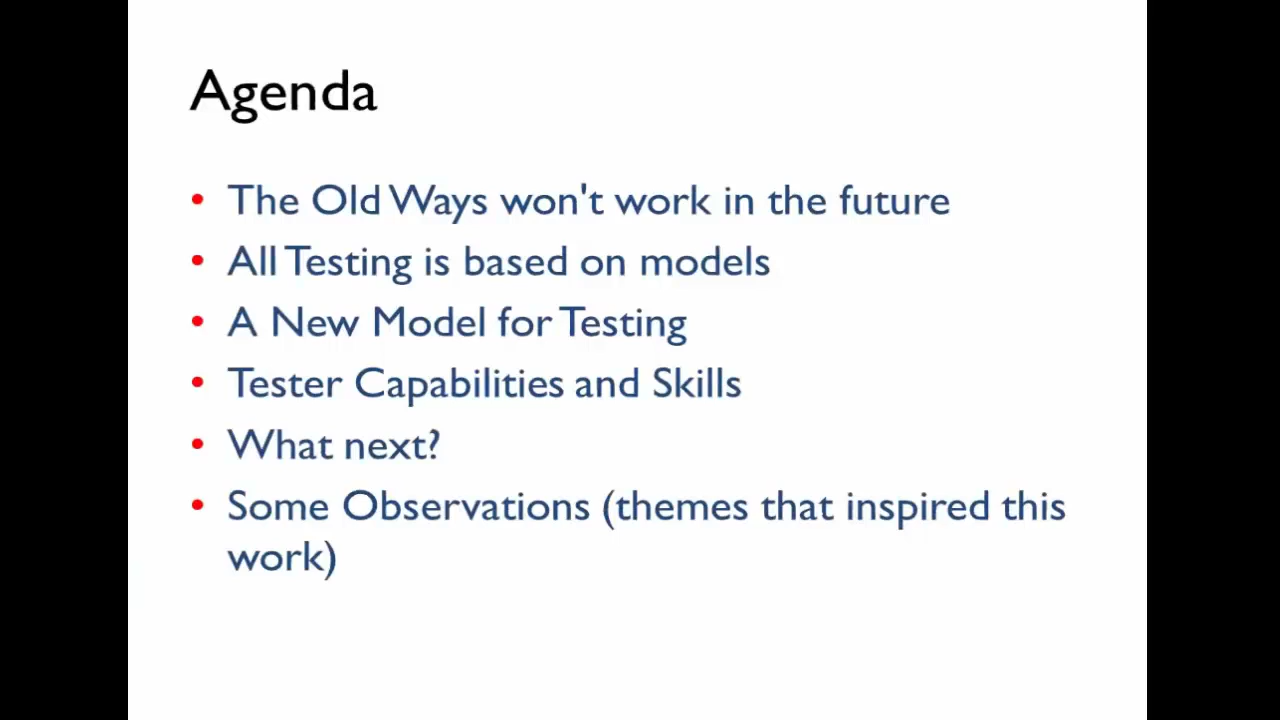 Agenda
• The Old Ways won't work in the future
• All Testing is based on models
• A New Model for Testing
• Tester Capabilities and Skills
• What next?
• Some Observations (themes that inspired this
work)